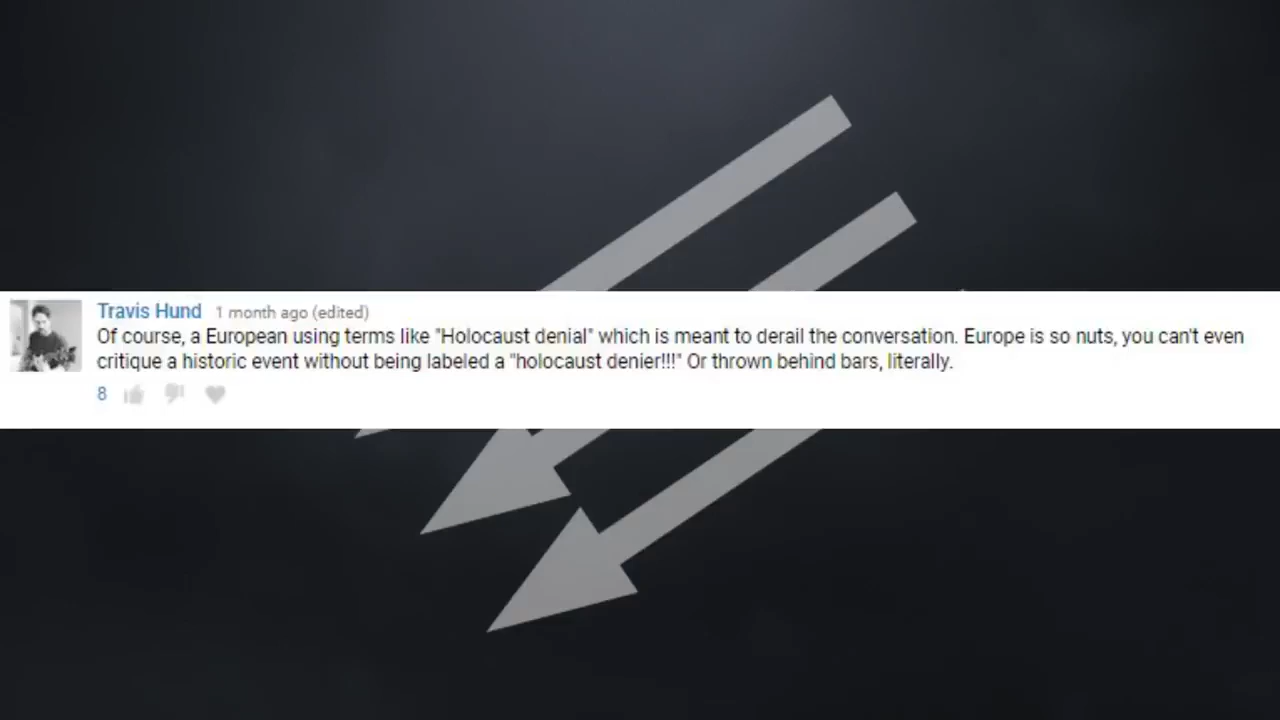 Travis Hund 1 month ago (edited)
Of course, a European using terms like "Holocaust denial" which is meant to derail the conversation. Europe is so nuts, you can't even
critique a historic event without being labeled a "holocaust denier!!!" Or thrown behind bars, literally.
8